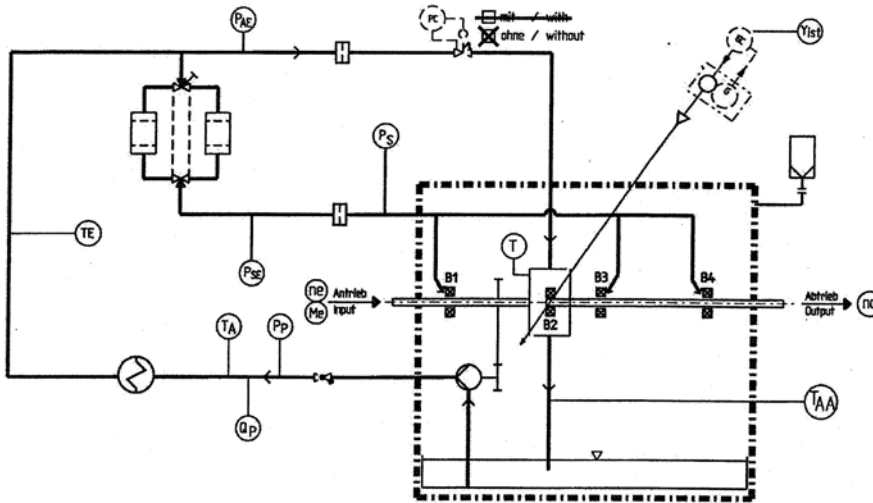 PAE
PC
mit / with
ohne / without
Yist
PS
TE
PSE
T
B1
B3
B4
ne
Me
Antrieb
Input
B2
Abtrieb
Output
TA
PP
QP
TAA